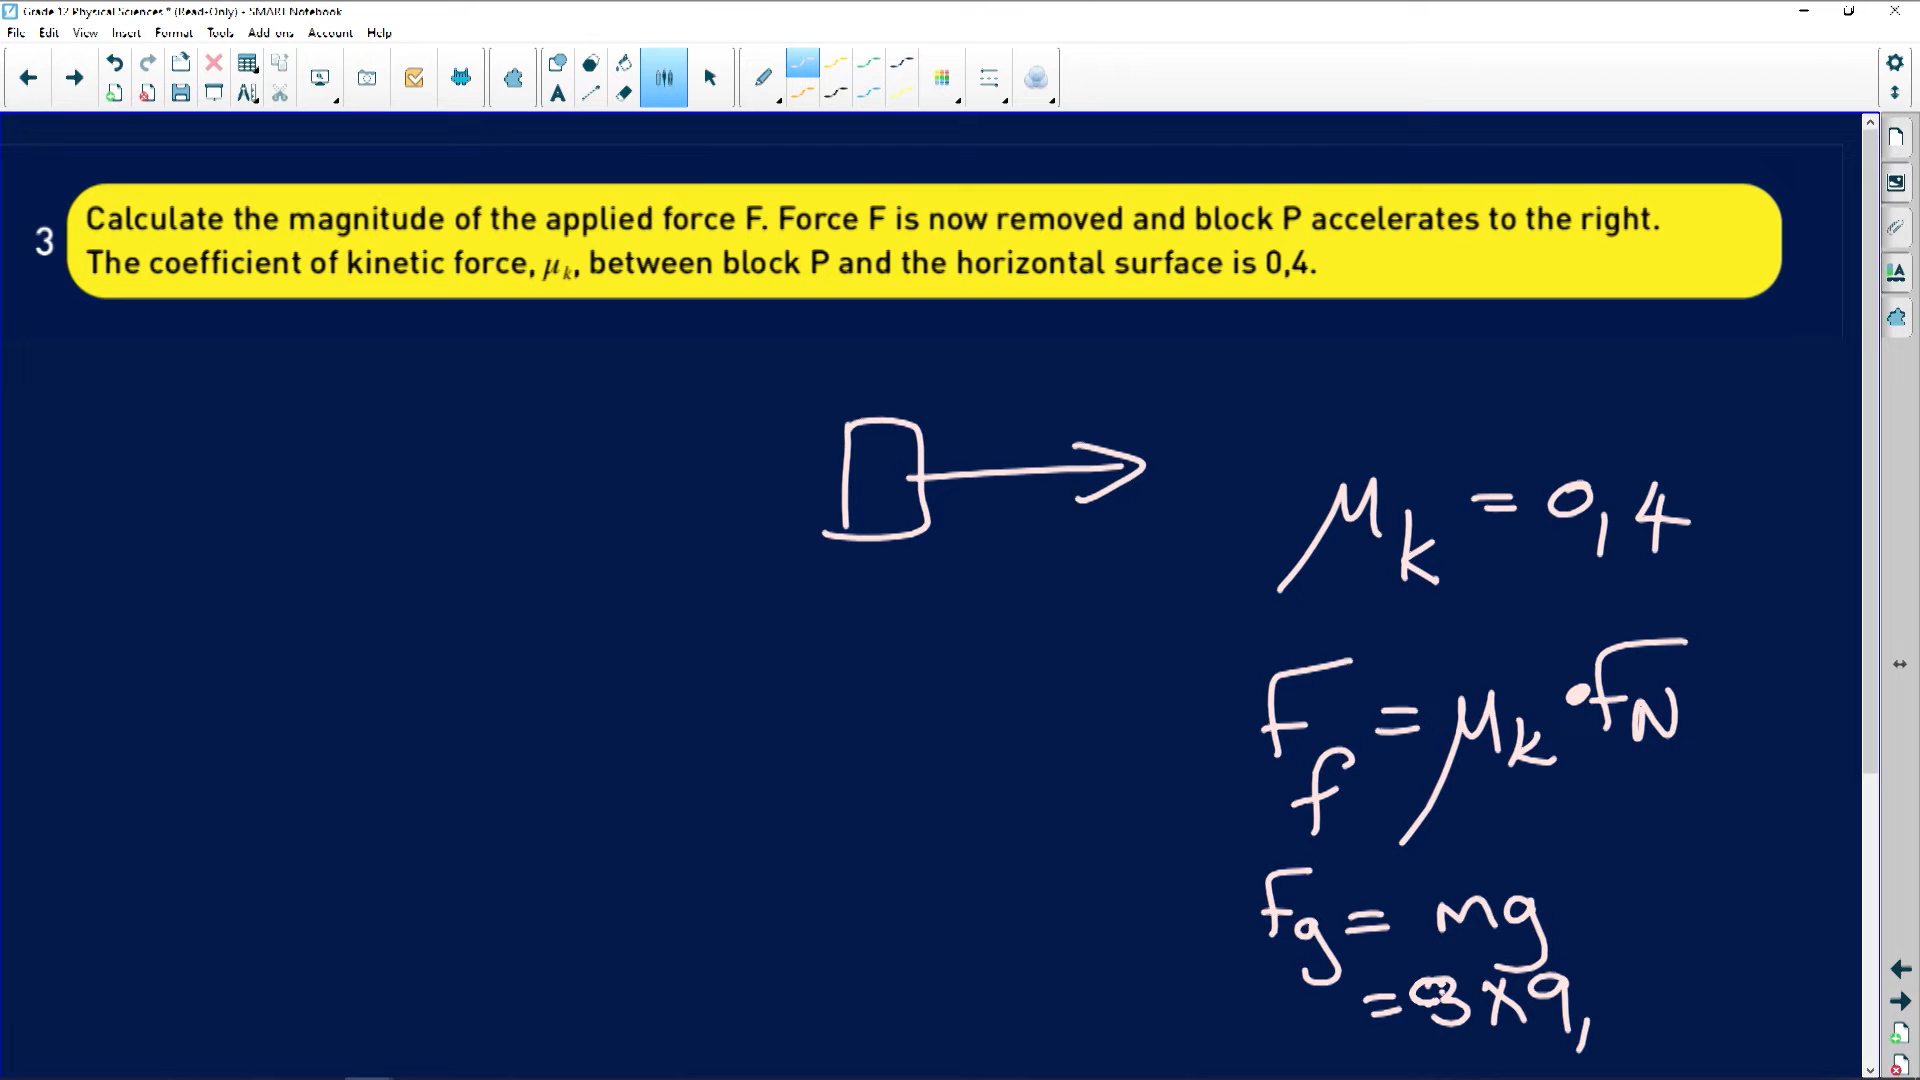 Grade 12 Physical Sciences * (Read-Only) - SMART Notebook
File Edit View Insert Format Tools Add-ons Account Help
3
Calculate the magnitude of the applied force F. Force F is now removed and block P accelerates to the right.
The coefficient of kinetic force, μk, between block P and the horizontal surface is 0,4.
μk = 0,4
Ff = μk • FN
Fg = mg
= 3 x 9,